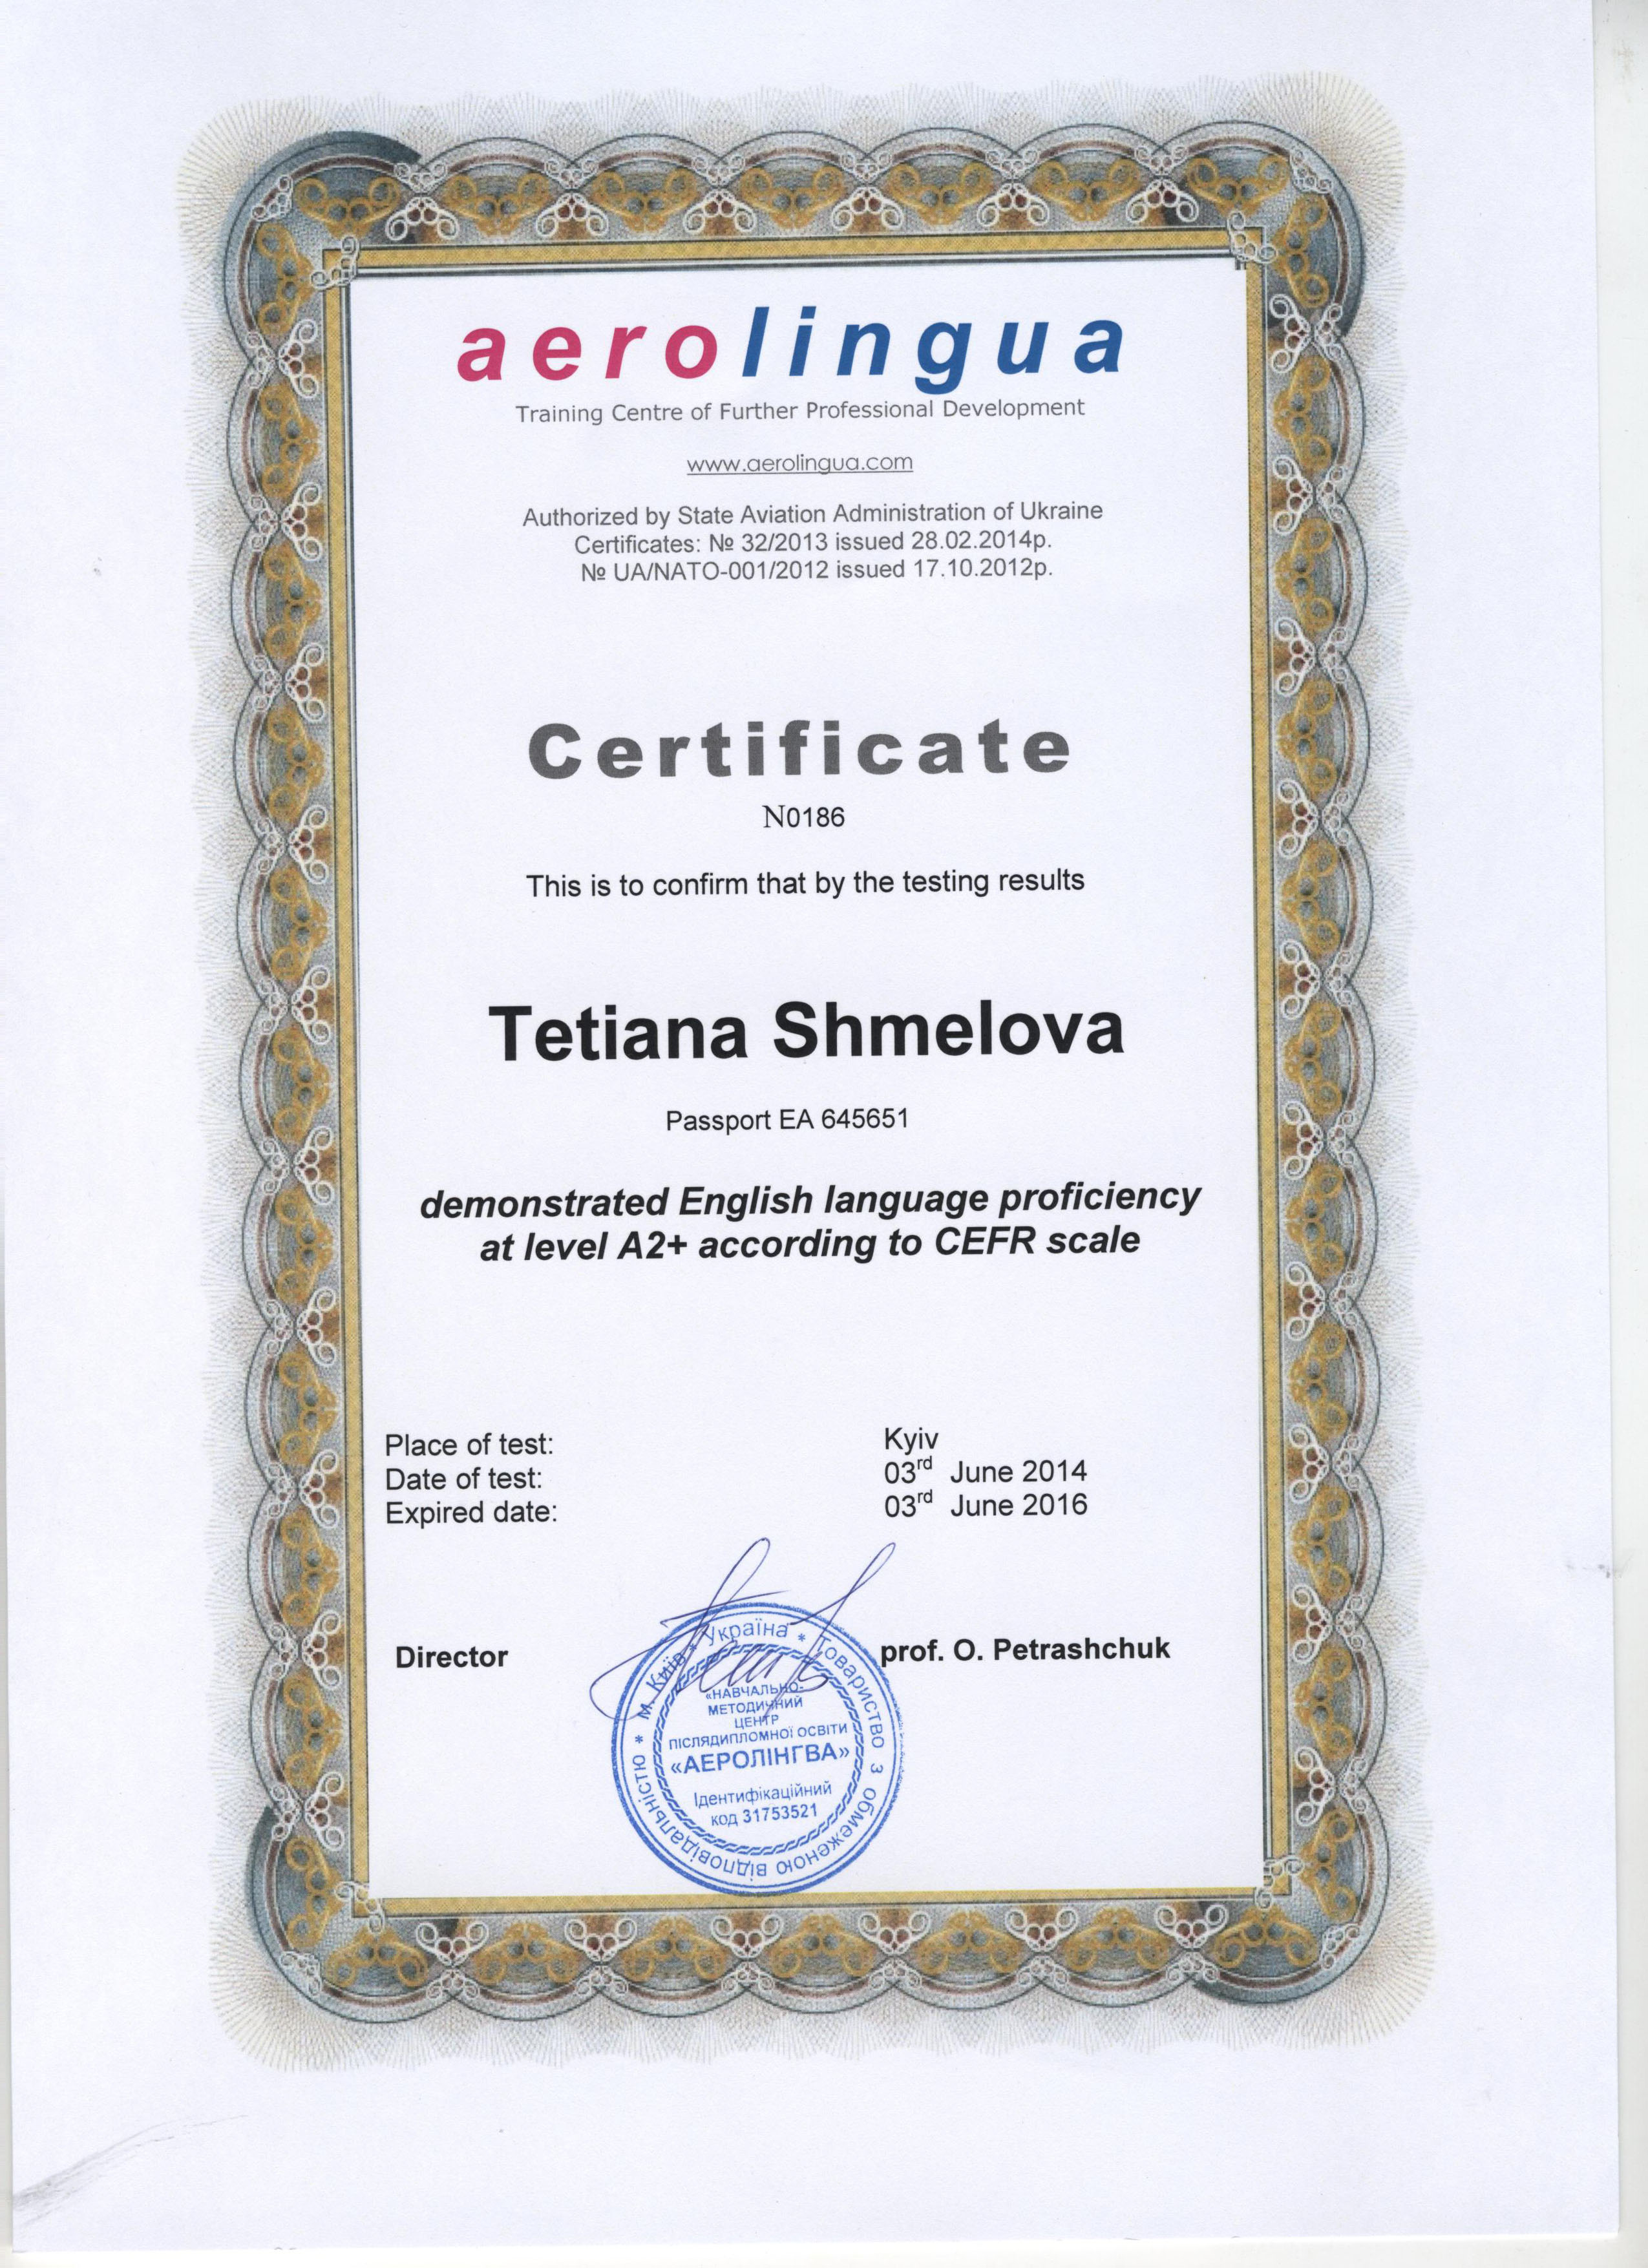 aerolingua
Training Centre of Further Professional Development
www.aerolingua.com
Authorized by State Aviation Administration of Ukraine
Certificates: № 32/2013 issued 28.02.2014р.
№ UA/NATO-001/2012 issued 17.10.2012р.
Certificate
N0186
This is to confirm that by the testing results
Tetiana Shmelova
Passport EA 645651
demonstrated English language proficiency
at level A2+ according to CEFR scale
Place of test: Kyiv
Date of test: 03rd June 2014
Expired date: 03rd June 2016
Director prof. O. Petrashchuk
* м. Київ * Україна * Товариство з обмеженою відповідальністю
«НАВЧАЛЬНО-
МЕТОДИЧНИЙ
ЦЕНТР
ПІСЛЯДИПЛОМНОЇ ОСВІТИ
«АЕРОЛІНГВА»
Ідентифікаційний
код 31753521